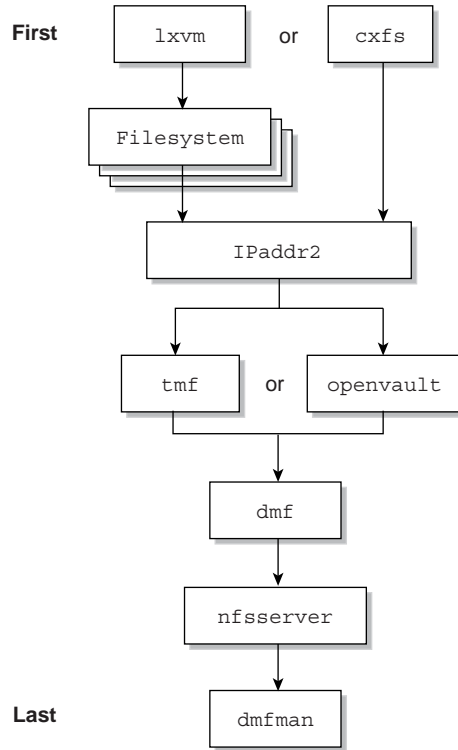 First
lxvm
or
cxfs
Filesystem
IPaddr2
tmf
or
openvault
dmf
nfsserver
Last
dmfman